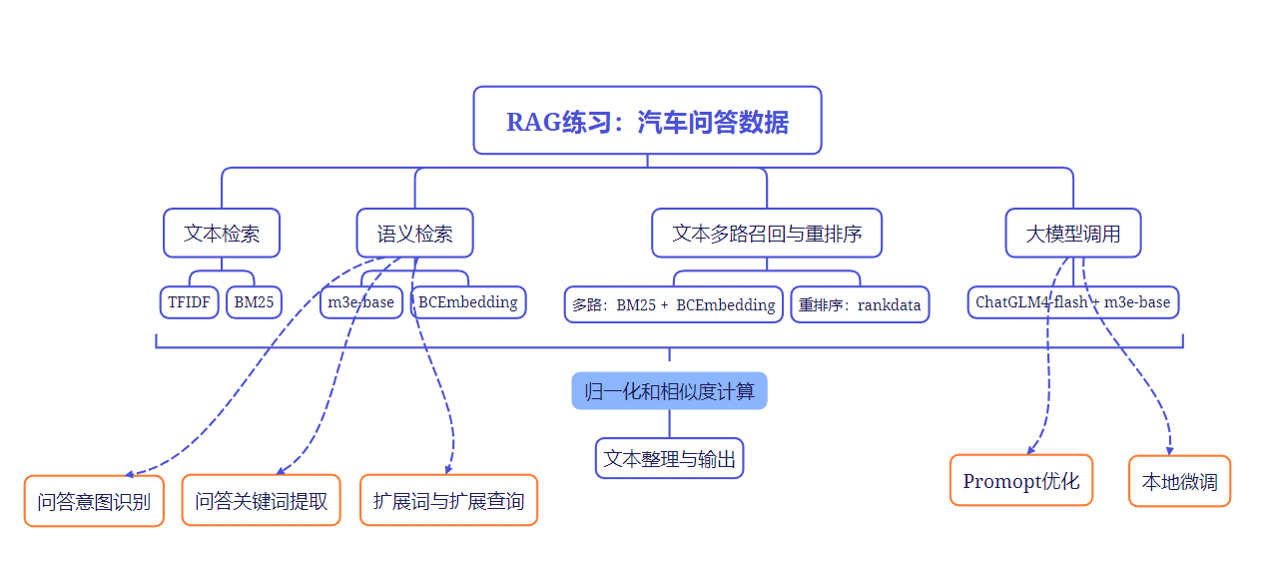 RAG练习：汽车问答数据
文本检索
语义检索
文本多路召回与重排序
大模型调用
TFIDF
BM25
m3e-base
BCEmbedding
多路：BM25 + BCEmbedding
重排序：rankdata
ChatGLM4-flash + m3e-base
归一化和相似度计算
文本整理与输出
问答意图识别
问答关键词提取
扩展词与扩展查询
Promopt优化
本地微调